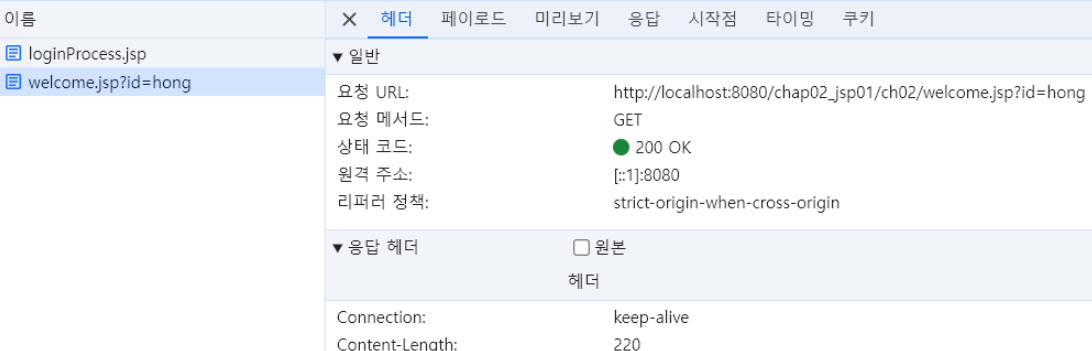 이름
헤더 페이로드 미리보기 응답 시작점 타이밍 쿠키
loginProcess.jsp
welcome.jsp?id=hong
▼ 일반
요청 URL: http://localhost:8080/chap02_jsp01/ch02/welcome.jsp?id=hong
요청 메서드: GET
상태 코드: 200 OK
원격 주소: [::1]:8080
리퍼러 정책: strict-origin-when-cross-origin
▼ 응답 헤더 원본
헤더
Connection: keep-alive
Content-Length: 220